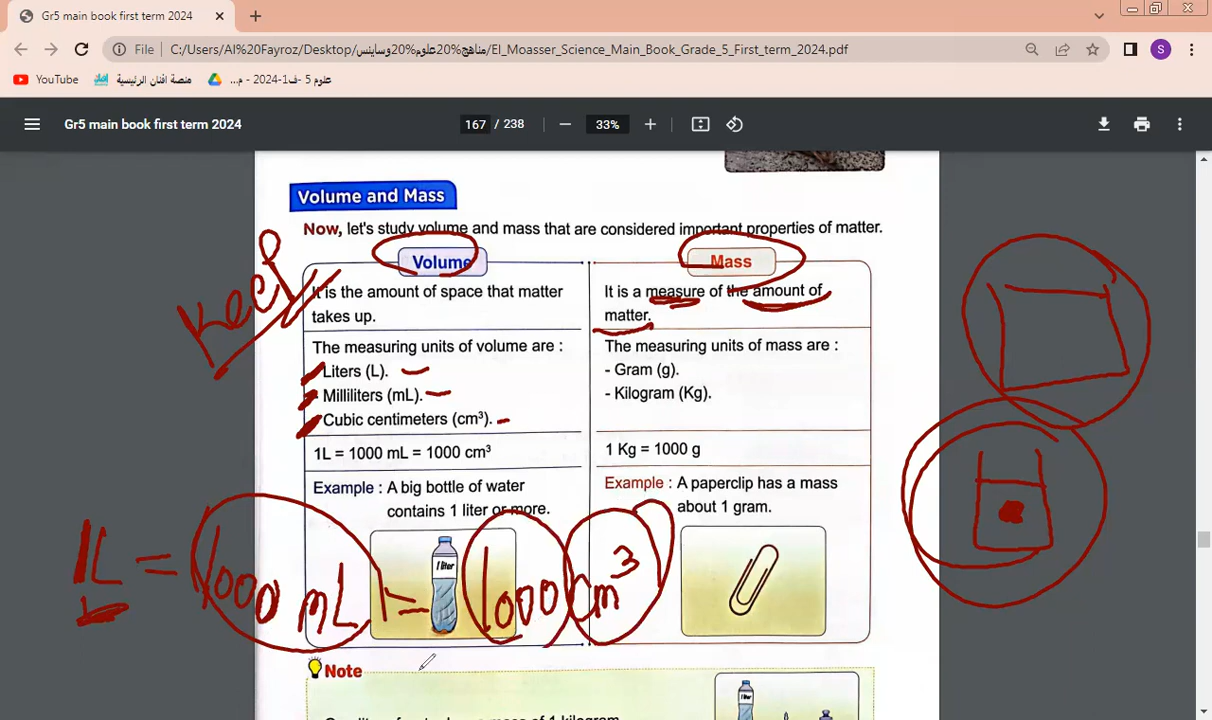 Gr5 main book first term 2024
File C:/Users/Al%20Fayroz/Desktop/مناهج%20علوم%20وساينس/El_Moasser_Science_Main_Book_Grade_5_First_term_2024.pdf
S
YouTube منصة افنان الرئيسية علوم 5 -ف1-2024 - م...
Gr5 main book first term 2024 167 / 238 33%
Volume and Mass
Now, let's study volume and mass that are considered important properties of matter.
Volume
It is the amount of space that matter
takes up.
The measuring units of volume are :
Liters (L).
Milliliters (mL).
Cubic centimeters (cm³).
1L = 1000 mL = 1000 cm³
Example : A big bottle of water
contains 1 liter or more.
1 liter
Mass
It is a measure of the amount of
matter.
The measuring units of mass are :
- Gram (g).
- Kilogram (Kg).
1 Kg = 1000 g
Example : A paperclip has a mass
about 1 gram.
1L = 1000 mL = 1000 cm³
Note
1 liter